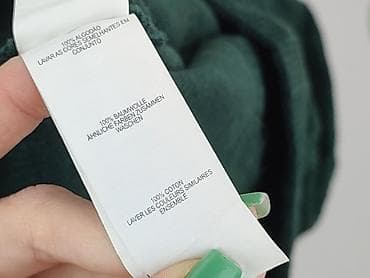 100% ALGODÃO
LAVAR AS CORES SEMELHANTES EM
CONJUNTO
100% BAUMWOLLE
ÄHNLICHE FARBEN ZUSAMMEN
WASCHEN
100% COTON
LAVER LES COULEURS SIMILAIRES
ENSEMBLE